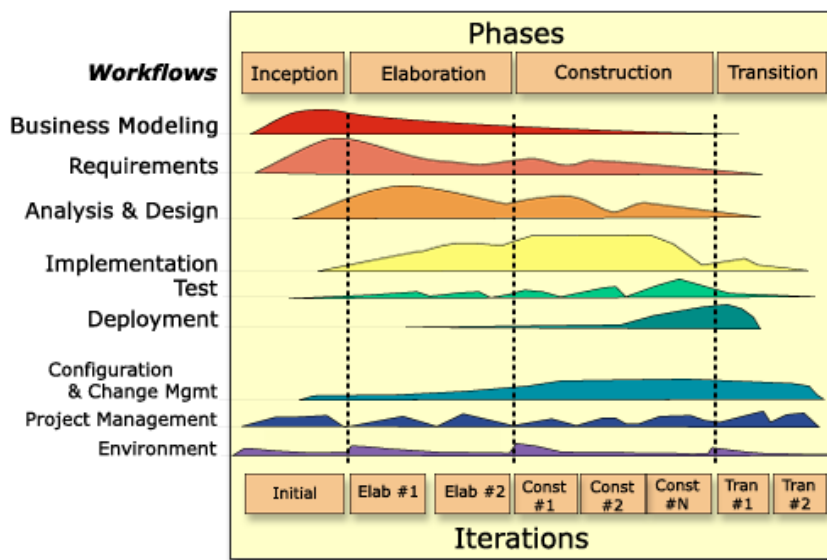 Phases
Workflows
Inception
Elaboration
Construction
Transition
Business Modeling
Requirements
Analysis & Design
Implementation
Test
Deployment
Configuration
& Change Mgmt
Project Management
Environment
Initial
Elab #1
Elab #2
Const
#1
Const
#2
Const
#N
Tran
#1
Tran
#2
Iterations